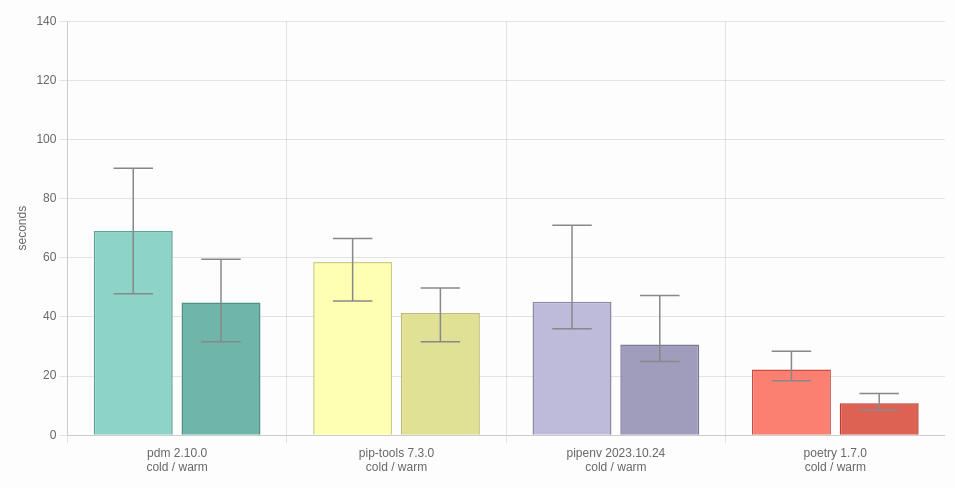 140
120
100
80
60
40
20
0
seconds
pdm 2.10.0
cold / warm
pip-tools 7.3.0
cold / warm
pipenv 2023.10.24
cold / warm
poetry 1.7.0
cold / warm